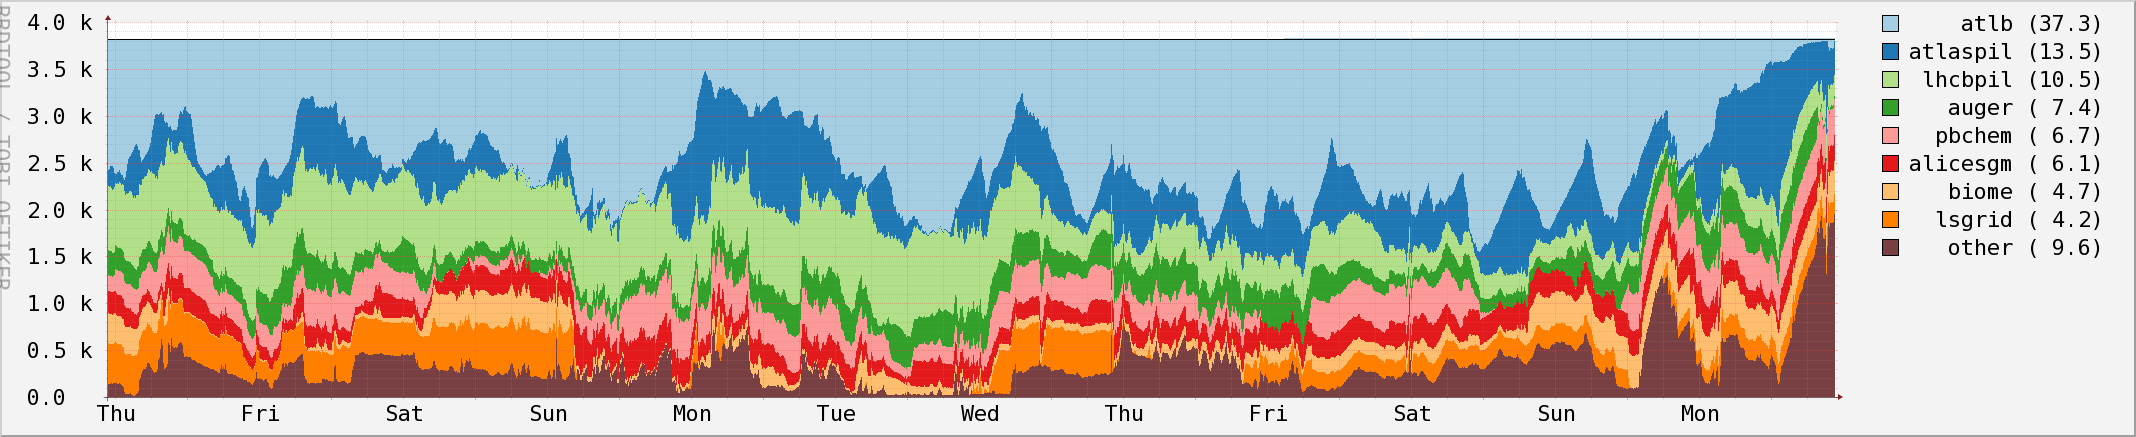 4.0 k
3.5 k
3.0 k
2.5 k
2.0 k
1.5 k
1.0 k
0.5 k
0.0
Thu Fri Sat Sun Mon Tue Wed Thu Fri Sat Sun Mon
atlb (37.3)
atlaspil (13.5)
lhcbpil (10.5)
auger ( 7.4)
pbchem ( 6.7)
alicesgm ( 6.1)
biome ( 4.7)
lsgrid ( 4.2)
other ( 9.6)
RRDTOOL / TOBI OETIKER